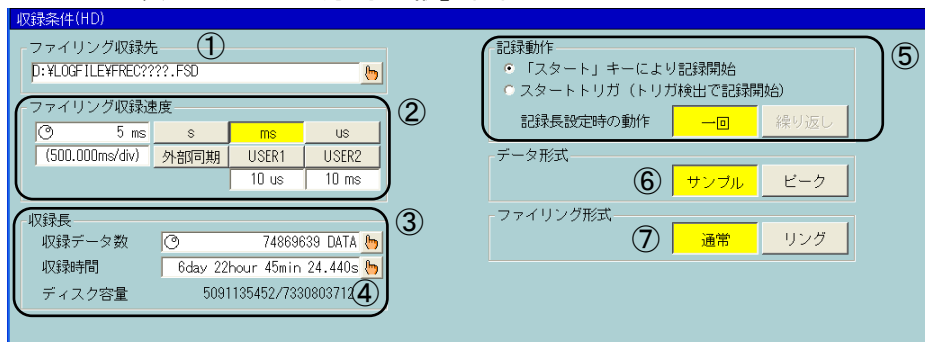 収録条件(HD)
ファイリング収録先 ①
D:¥LOGFILE¥FREC????.FSD
ファイリング収録速度 ②
5 ms s ms us
(500.000ms/div) 外部同期 USER1 USER2
10 us 10 ms
収録長 ③
収録データ数 74869639 DATA
収録時間 6day 22hour 45min 24.440s
ディスク容量 5091135452/7330803712 ④
記録動作 ⑤
「スタート」キーにより記録開始
スタートトリガ (トリガ検出で記録開始)
記録長設定時の動作 一回 繰り返し
データ形式
⑥ サンプル ピーク
ファイリング形式
⑦ 通常 リング